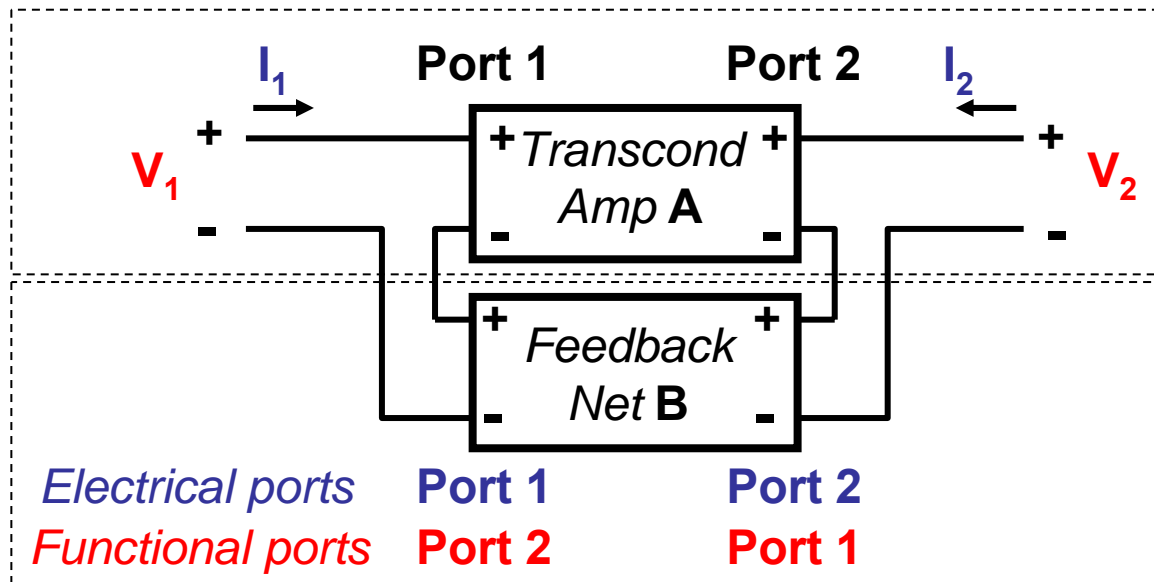 Port 1 Port 2
I1 I2
+ + + +
Transcond
V1 V2
Amp A
- - - -
+ +
Feedback
Net B
- -
Electrical ports Port 1 Port 2
Functional ports Port 2 Port 1